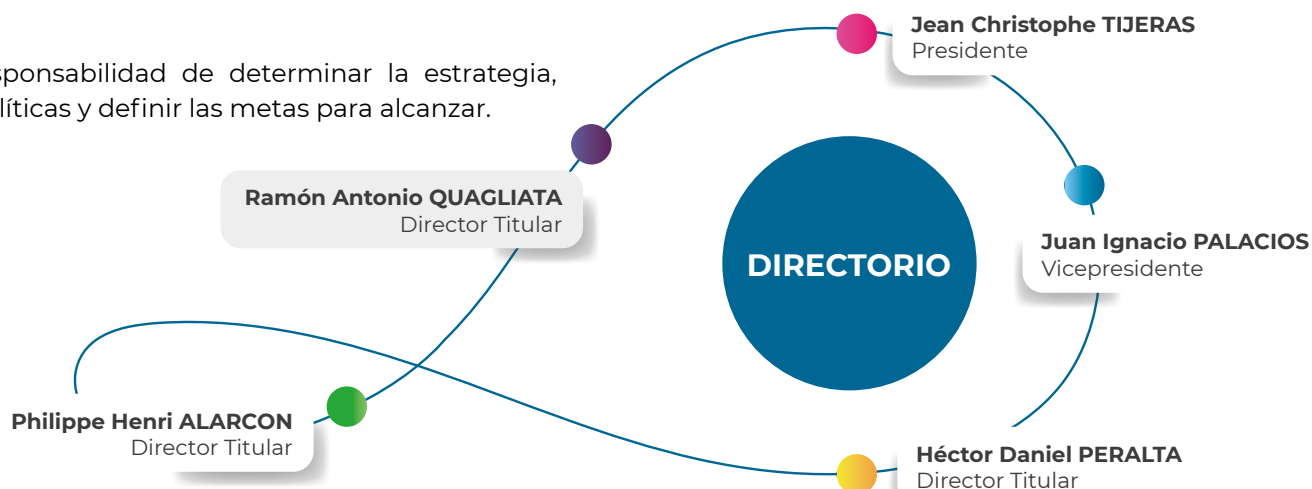 Jean Christophe TIJERAS
Presidente
sponsabilidad de determinar la estrategia,
líticas y definir las metas para alcanzar.
Ramón Antonio QUAGLIATA
Director Titular
DIRECTORIO
Juan Ignacio PALACIOS
Vicepresidente
Philippe Henri ALARCON
Director Titular
Héctor Daniel PERALTA
Director Titular